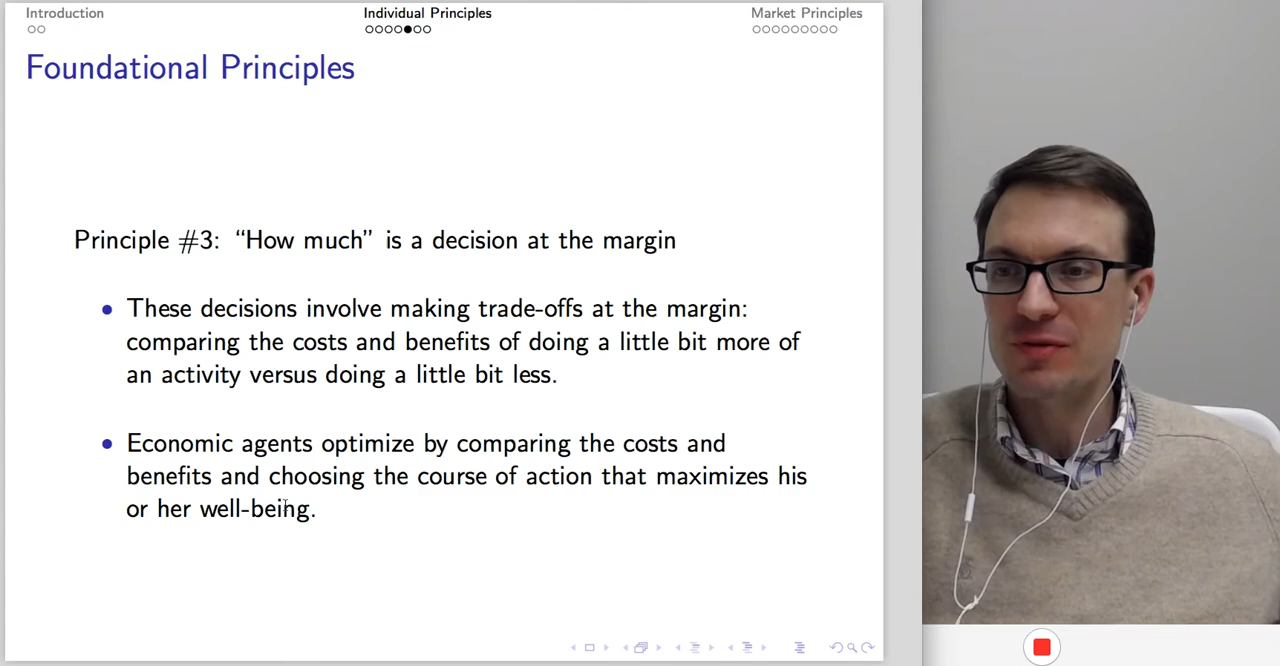 Introduction
Individual Principles
Market Principles
Foundational Principles
Principle #3: “How much” is a decision at the margin
These decisions involve making trade-offs at the margin:
comparing the costs and benefits of doing a little bit more of
an activity versus doing a little bit less.
Economic agents optimize by comparing the costs and
benefits and choosing the course of action that maximizes his
or her well-being.